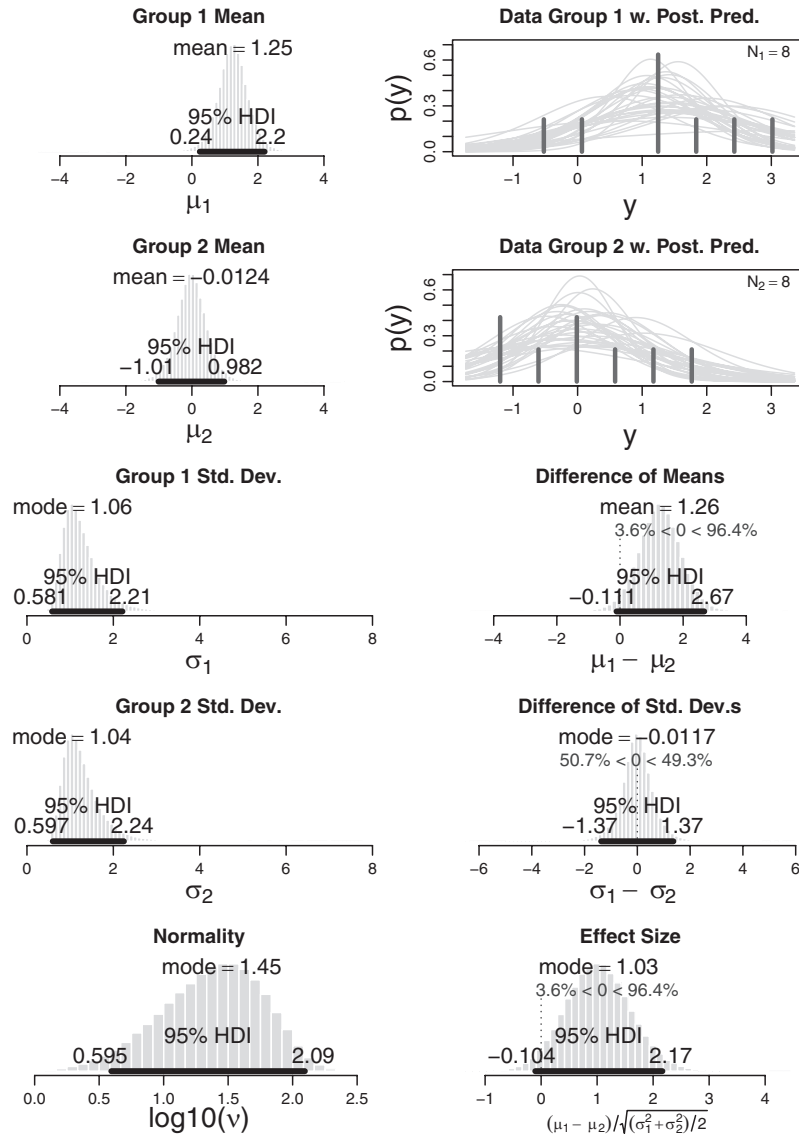 Group 1 Mean
mean = 1.25
95% HDI
0.24 2.2
−4 −2 0 2 4
μ1
Data Group 1 w. Post. Pred.
N1 = 8
p(y)
0.0 0.3 0.6
−1 0 1 2 3
y
Group 2 Mean
mean = −0.0124
95% HDI
−1.01 0.982
−4 −2 0 2 4
μ2
Data Group 2 w. Post. Pred.
N2 = 8
p(y)
0.0 0.3 0.6
−1 0 1 2 3
y
Group 1 Std. Dev.
mode = 1.06
95% HDI
0.581 2.21
0 2 4 6 8
σ1
Difference of Means
mean = 1.26
3.6% < 0 < 96.4%
95% HDI
−0.111 2.67
−4 −2 0 2 4
μ1 − μ2
Group 2 Std. Dev.
mode = 1.04
95% HDI
0.597 2.24
0 2 4 6 8
σ2
Difference of Std. Dev.s
mode = −0.0117
50.7% < 0 < 49.3%
95% HDI
−1.37 1.37
−6 −4 −2 0 2 4 6
σ1 − σ2
Normality
mode = 1.45
95% HDI
0.595 2.09
0.0 0.5 1.0 1.5 2.0 2.5
log10(ν)
Effect Size
mode = 1.03
3.6% < 0 < 96.4%
95% HDI
−0.104 2.17
−1 0 1 2 3 4
(μ1 − μ2)/√(σ1² + σ2²)/2